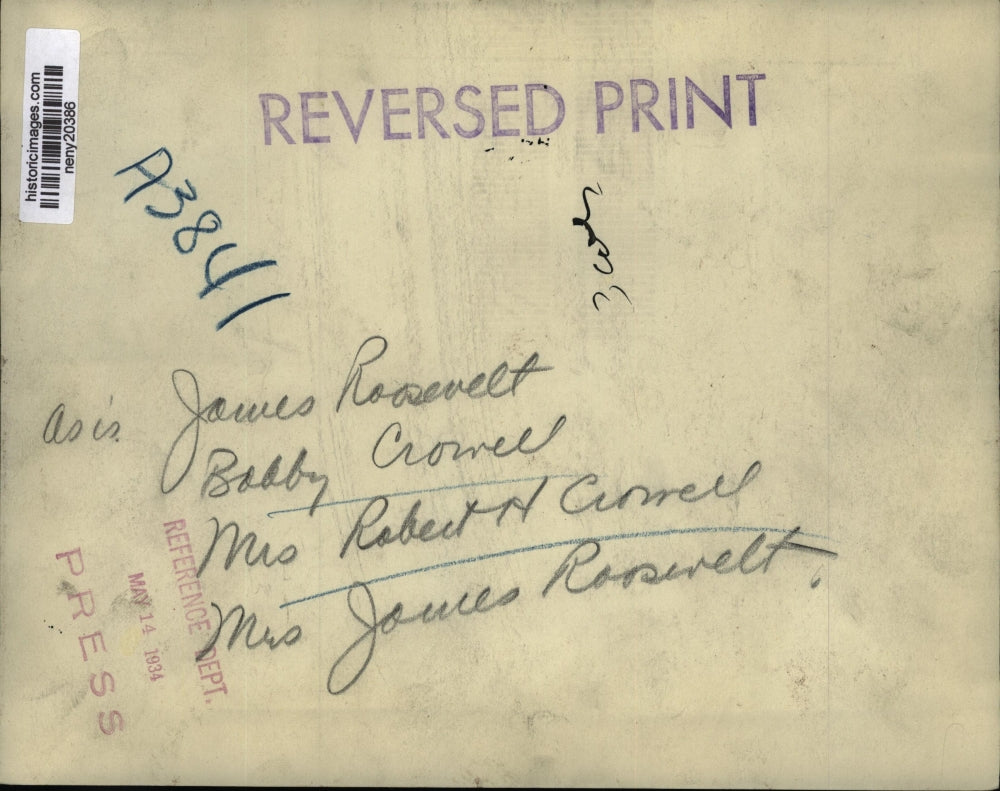 historicimages.com
neny20386
REVERSED PRINT
A3841
3 col
as is. James Roosevelt
Bobby Crowell
Mrs Robert H Crowell
Mrs James Roosevelt.
REFERENCE DEPT.
MAY 14 1934
PRESS